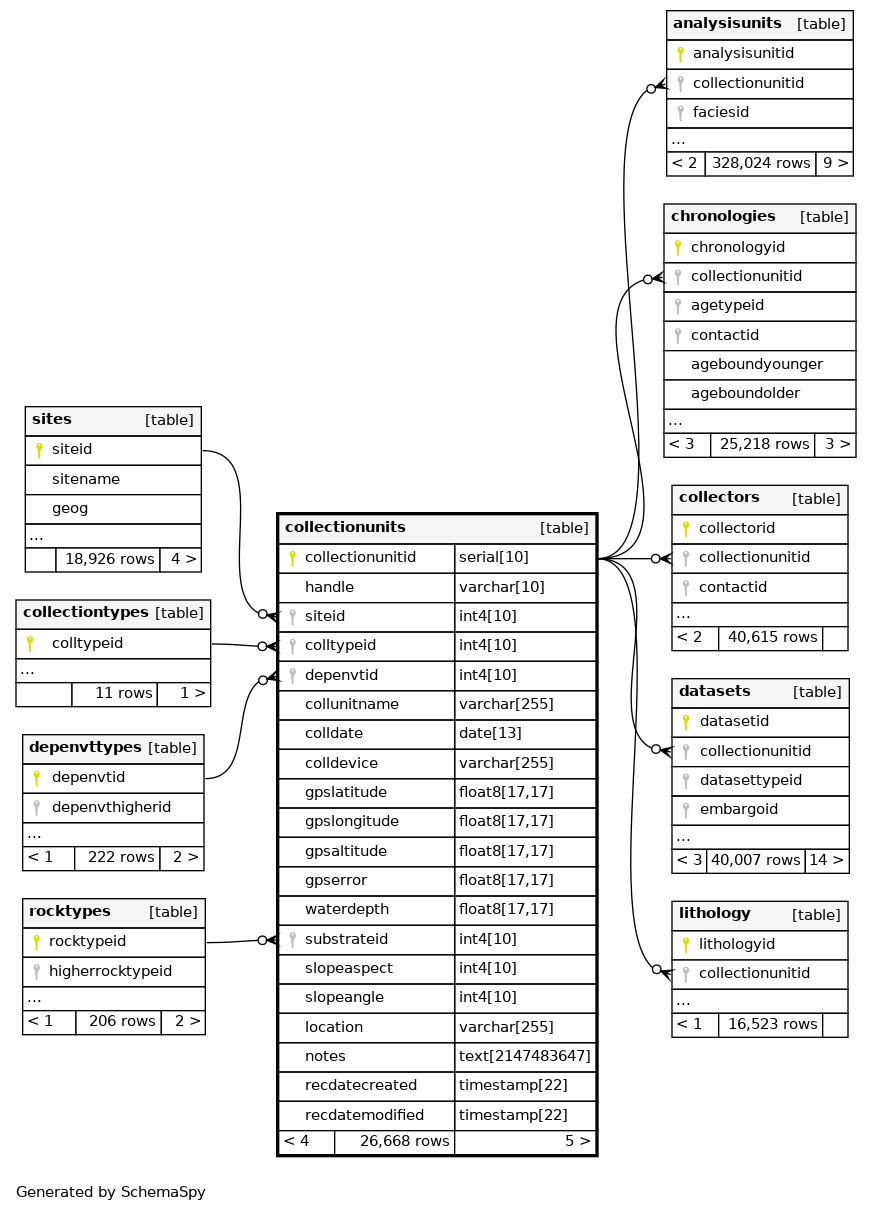 analysisunits [table]
analysisunitid
collectionunitid
faciesid
...
< 2 328,024 rows 9 >
chronologies [table]
chronologyid
collectionunitid
agetypeid
contactid
ageboundyounger
ageboundolder
...
< 3 25,218 rows 3 >
sites [table]
siteid
sitename
geog
...
18,926 rows 4 >
collectiontypes [table]
colltypeid
...
11 rows 1 >
depenvttypes [table]
depenvtid
depenvthigherid
...
< 1 222 rows 2 >
rocktypes [table]
rocktypeid
higherrocktypeid
...
< 1 206 rows 2 >
collectionunits [table]
collectionunitid serial[10]
handle varchar[10]
siteid int4[10]
colltypeid int4[10]
depenvtid int4[10]
collunitname varchar[255]
colldate date[13]
colldevice varchar[255]
gpslatitude float8[17,17]
gpslongitude float8[17,17]
gpsaltitude float8[17,17]
gpserror float8[17,17]
waterdepth float8[17,17]
substrateid int4[10]
slopeaspect int4[10]
slopeangle int4[10]
location varchar[255]
notes text[2147483647]
recdatecreated timestamp[22]
recdatemodified timestamp[22]
< 4 26,668 rows 5 >
collectors [table]
collectorid
collectionunitid
contactid
...
< 2 40,615 rows
datasets [table]
datasetid
collectionunitid
datasettypeid
embargoid
...
< 3 40,007 rows 14 >
lithology [table]
lithologyid
collectionunitid
...
< 1 16,523 rows
Generated by SchemaSpy